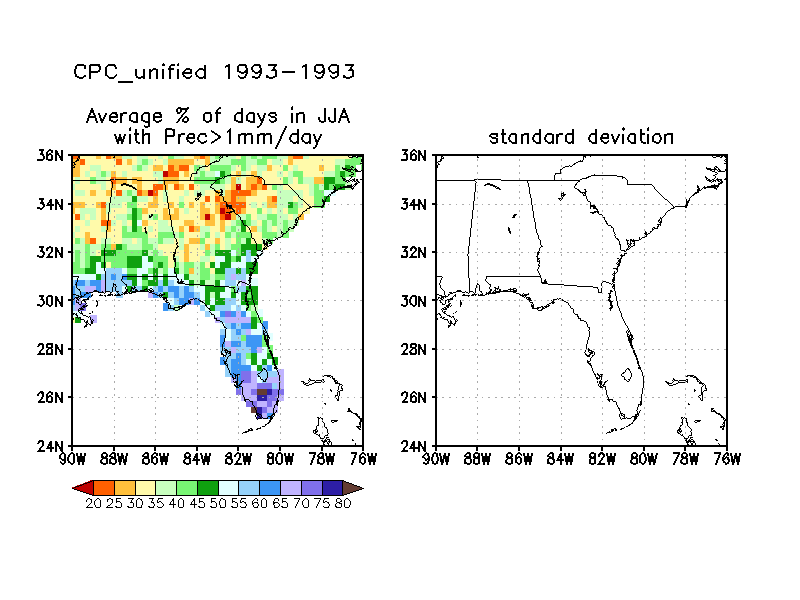 CPC_unified 1993-1993
Average % of days in JJA
with Prec>1mm/day
standard deviation
36N
34N
32N
30N
28N
26N
24N
90W 88W 86W 84W 82W 80W 78W 76W
36N
34N
32N
30N
28N
26N
24N
90W 88W 86W 84W 82W 80W 78W 76W
20 25 30 35 40 45 50 55 60 65 70 75 80